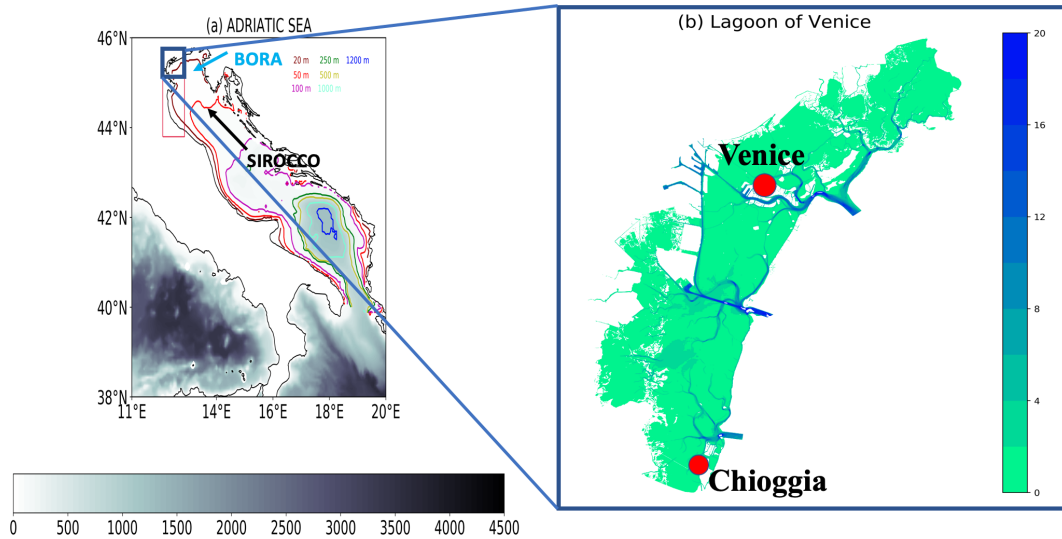 (a) ADRIATIC SEA
46°N
44°N
42°N
40°N
38°N
11°E
14°E
16°E
18°E
20°E
BORA
20 m 250 m 1200 m
50 m 500 m
100 m 1000 m
SIROCCO
0 500 1000 1500 2000 2500 3000 3500 4000 4500
(b) Lagoon of Venice
Venice
Chioggia
20
16
12
8
4
0